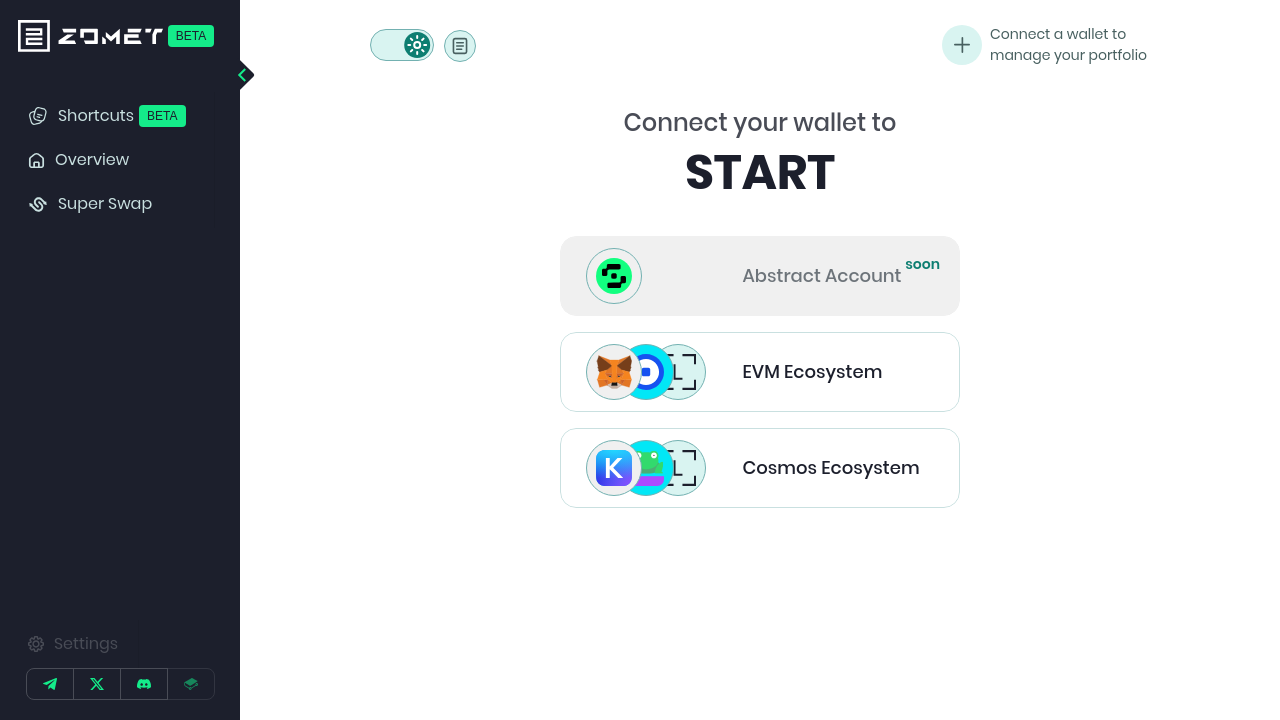 ZOMET BETA
Connect a wallet to
manage your portfolio
Shortcuts BETA
Overview
Super Swap
Settings
Connect your wallet to
START
Abstract Account soon
EVM Ecosystem
K
Cosmos Ecosystem